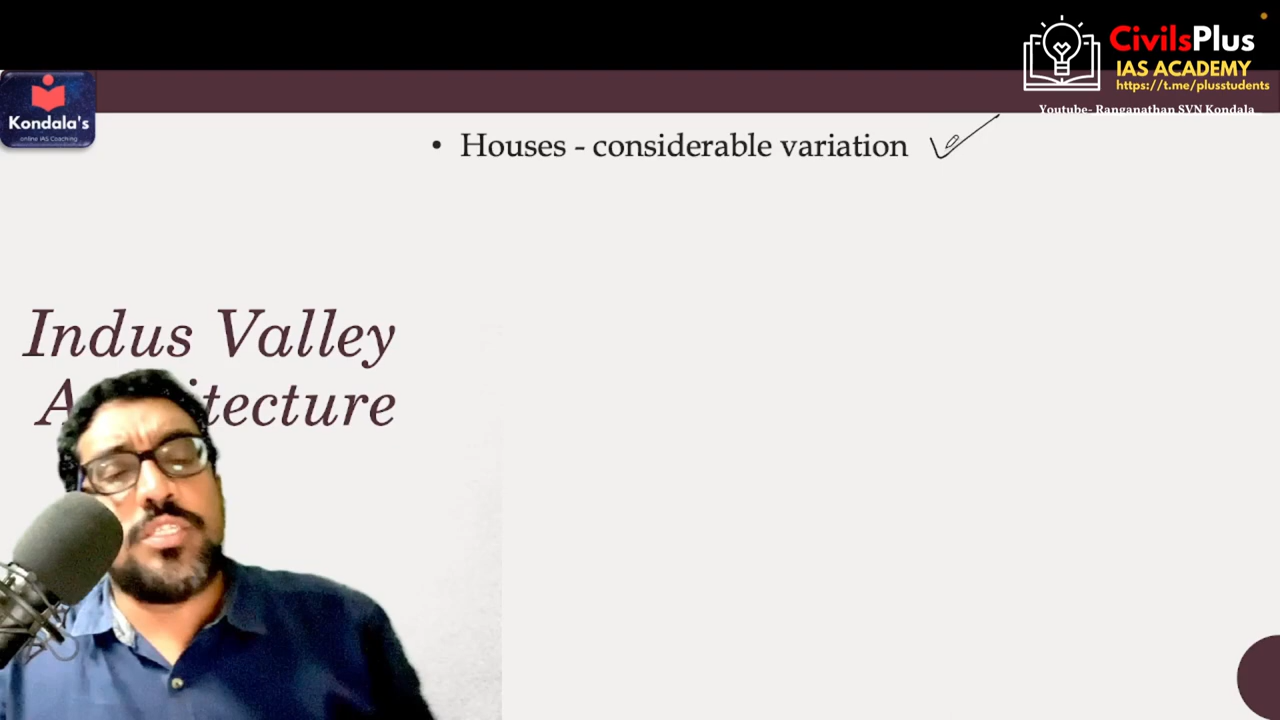 CivilsPlus
IAS ACADEMY
https://t.me/plusstudents
Youtube- Ranganathan SVN Kondala
Kondala's
online IAS Coaching
• Houses - considerable variation
Indus Valley
A itecture